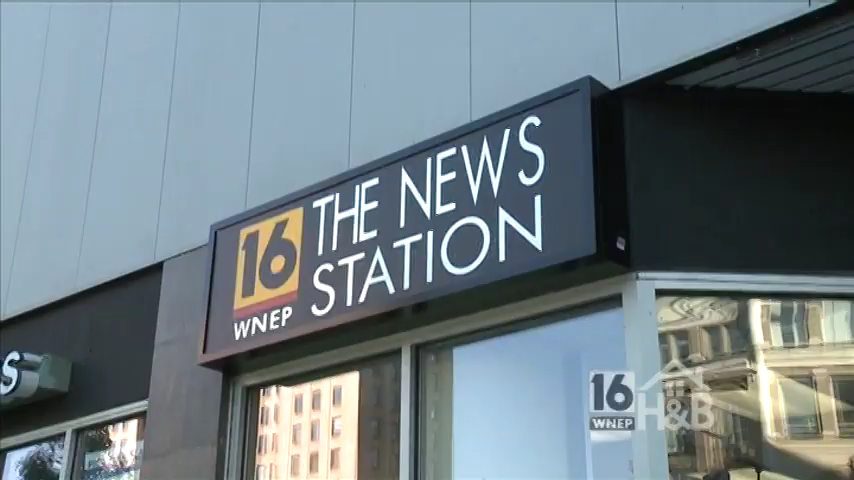 16
WNEP
THE NEWS
STATION
S
16
WNEP
H&B